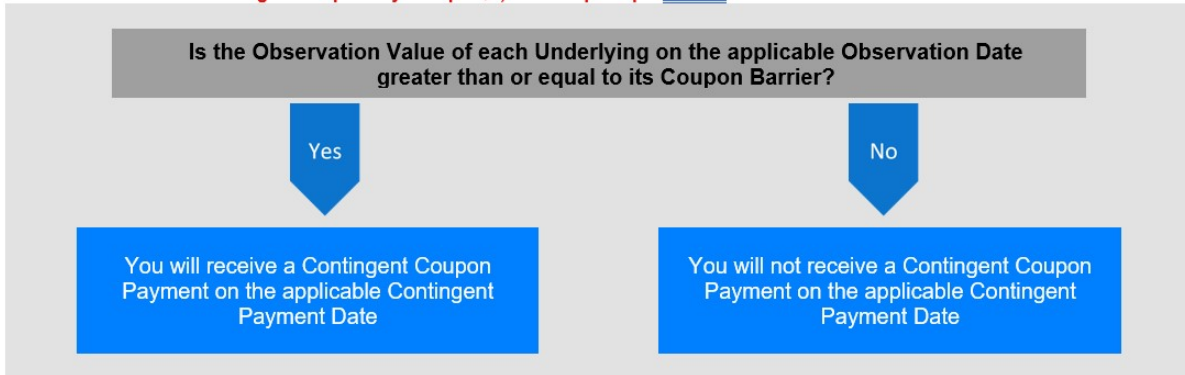 Is the Observation Value of each Underlying on the applicable Observation Date
greater than or equal to its Coupon Barrier?
Yes
No
You will receive a Contingent Coupon
Payment on the applicable Contingent
Payment Date
You will not receive a Contingent Coupon
Payment on the applicable Contingent
Payment Date